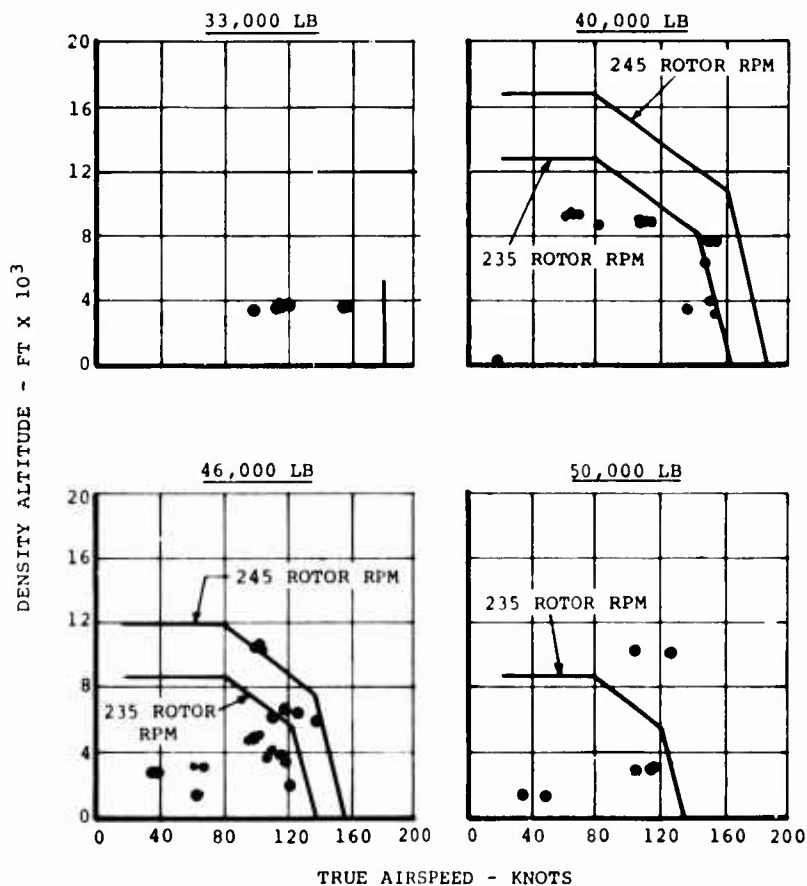 33,000 LB
40,000 LB
20
16
12
8
4
0
245 ROTOR RPM
235 ROTOR RPM
DENSITY ALTITUDE - FT X 10³
46,000 LB
50,000 LB
20
16
12
8
4
0
245 ROTOR RPM
235 ROTOR
RPM
235 ROTOR RPM
0 40 80 120 160 200
0 40 80 120 160 200
TRUE AIRSPEED - KNOTS